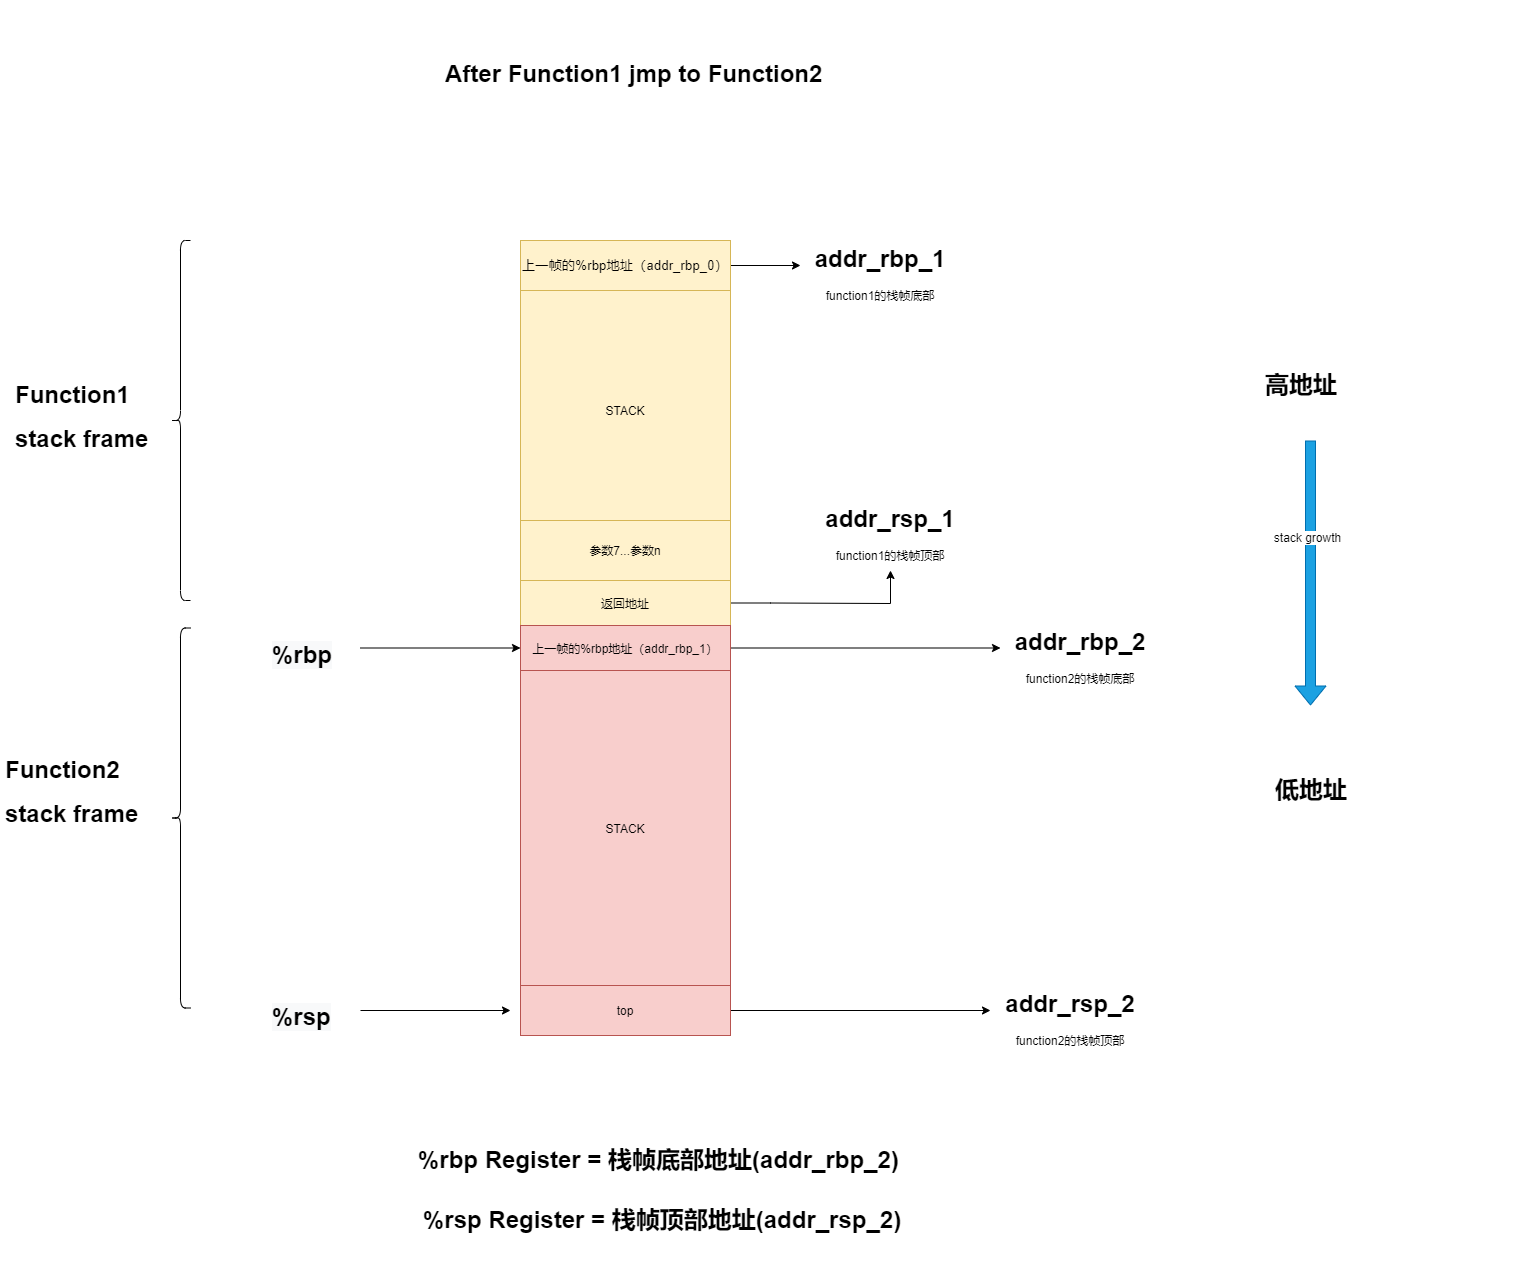 After Function1 jmp to Function2
上一帧的%rbp地址（addr_rbp_0）
addr_rbp_1
function1的栈帧底部
Function1
stack frame
STACK
高地址
addr_rsp_1
function1的栈帧顶部
stack growth
参数7...参数n
返回地址
%rbp
上一帧的%rbp地址（addr_rbp_1）
addr_rbp_2
function2的栈帧底部
Function2
stack frame
低地址
STACK
%rsp
top
addr_rsp_2
function2的栈帧顶部
%rbp Register = 栈帧底部地址(addr_rbp_2)
%rsp Register = 栈帧顶部地址(addr_rsp_2)